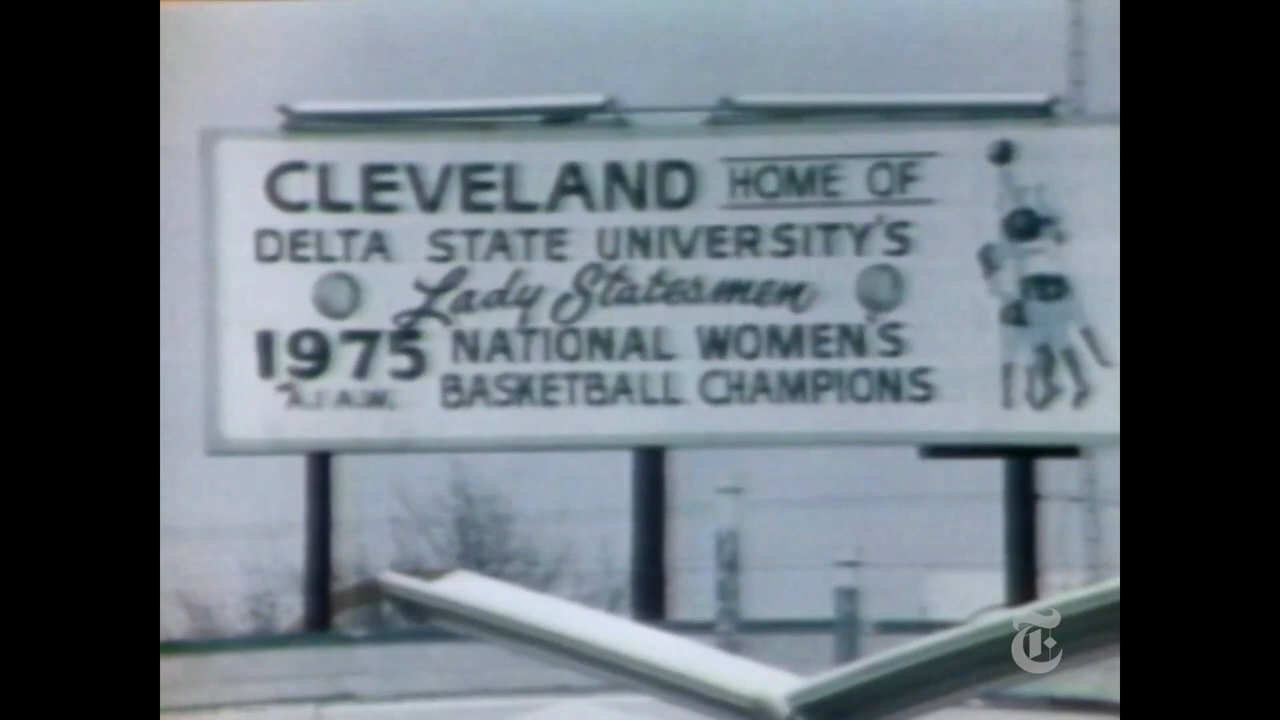 CLEVELAND HOME OF
DELTA STATE UNIVERSITY'S
Lady Statesmen
1975 NATIONAL WOMEN'S
A.I.A.W. BASKETBALL CHAMPIONS
T